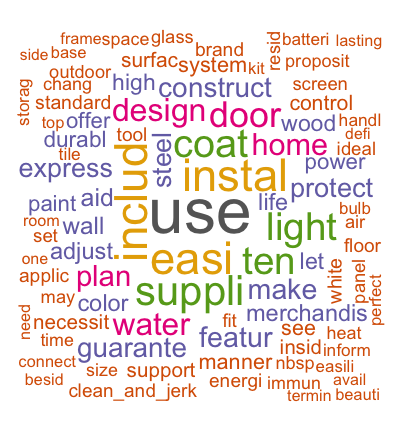 framespace glass
side base surfac brand resid batteri lasting
outdoor system kit proposit
storag chang high construct screen
standard design door control
top offer tool wood handl
durabl steel coat home defi
tile ideal
express includ instal power
paint aid life protect
room wall use light bulb air
set
adjust easi ten let floor
one
applic plan suppli make white panel
may color merchandis perfect
need necessit water featur fit see heat
time guarante insid inform
connect size support manner nbsp easili
besid energi immun avail
clean_and_jerk termin beauti